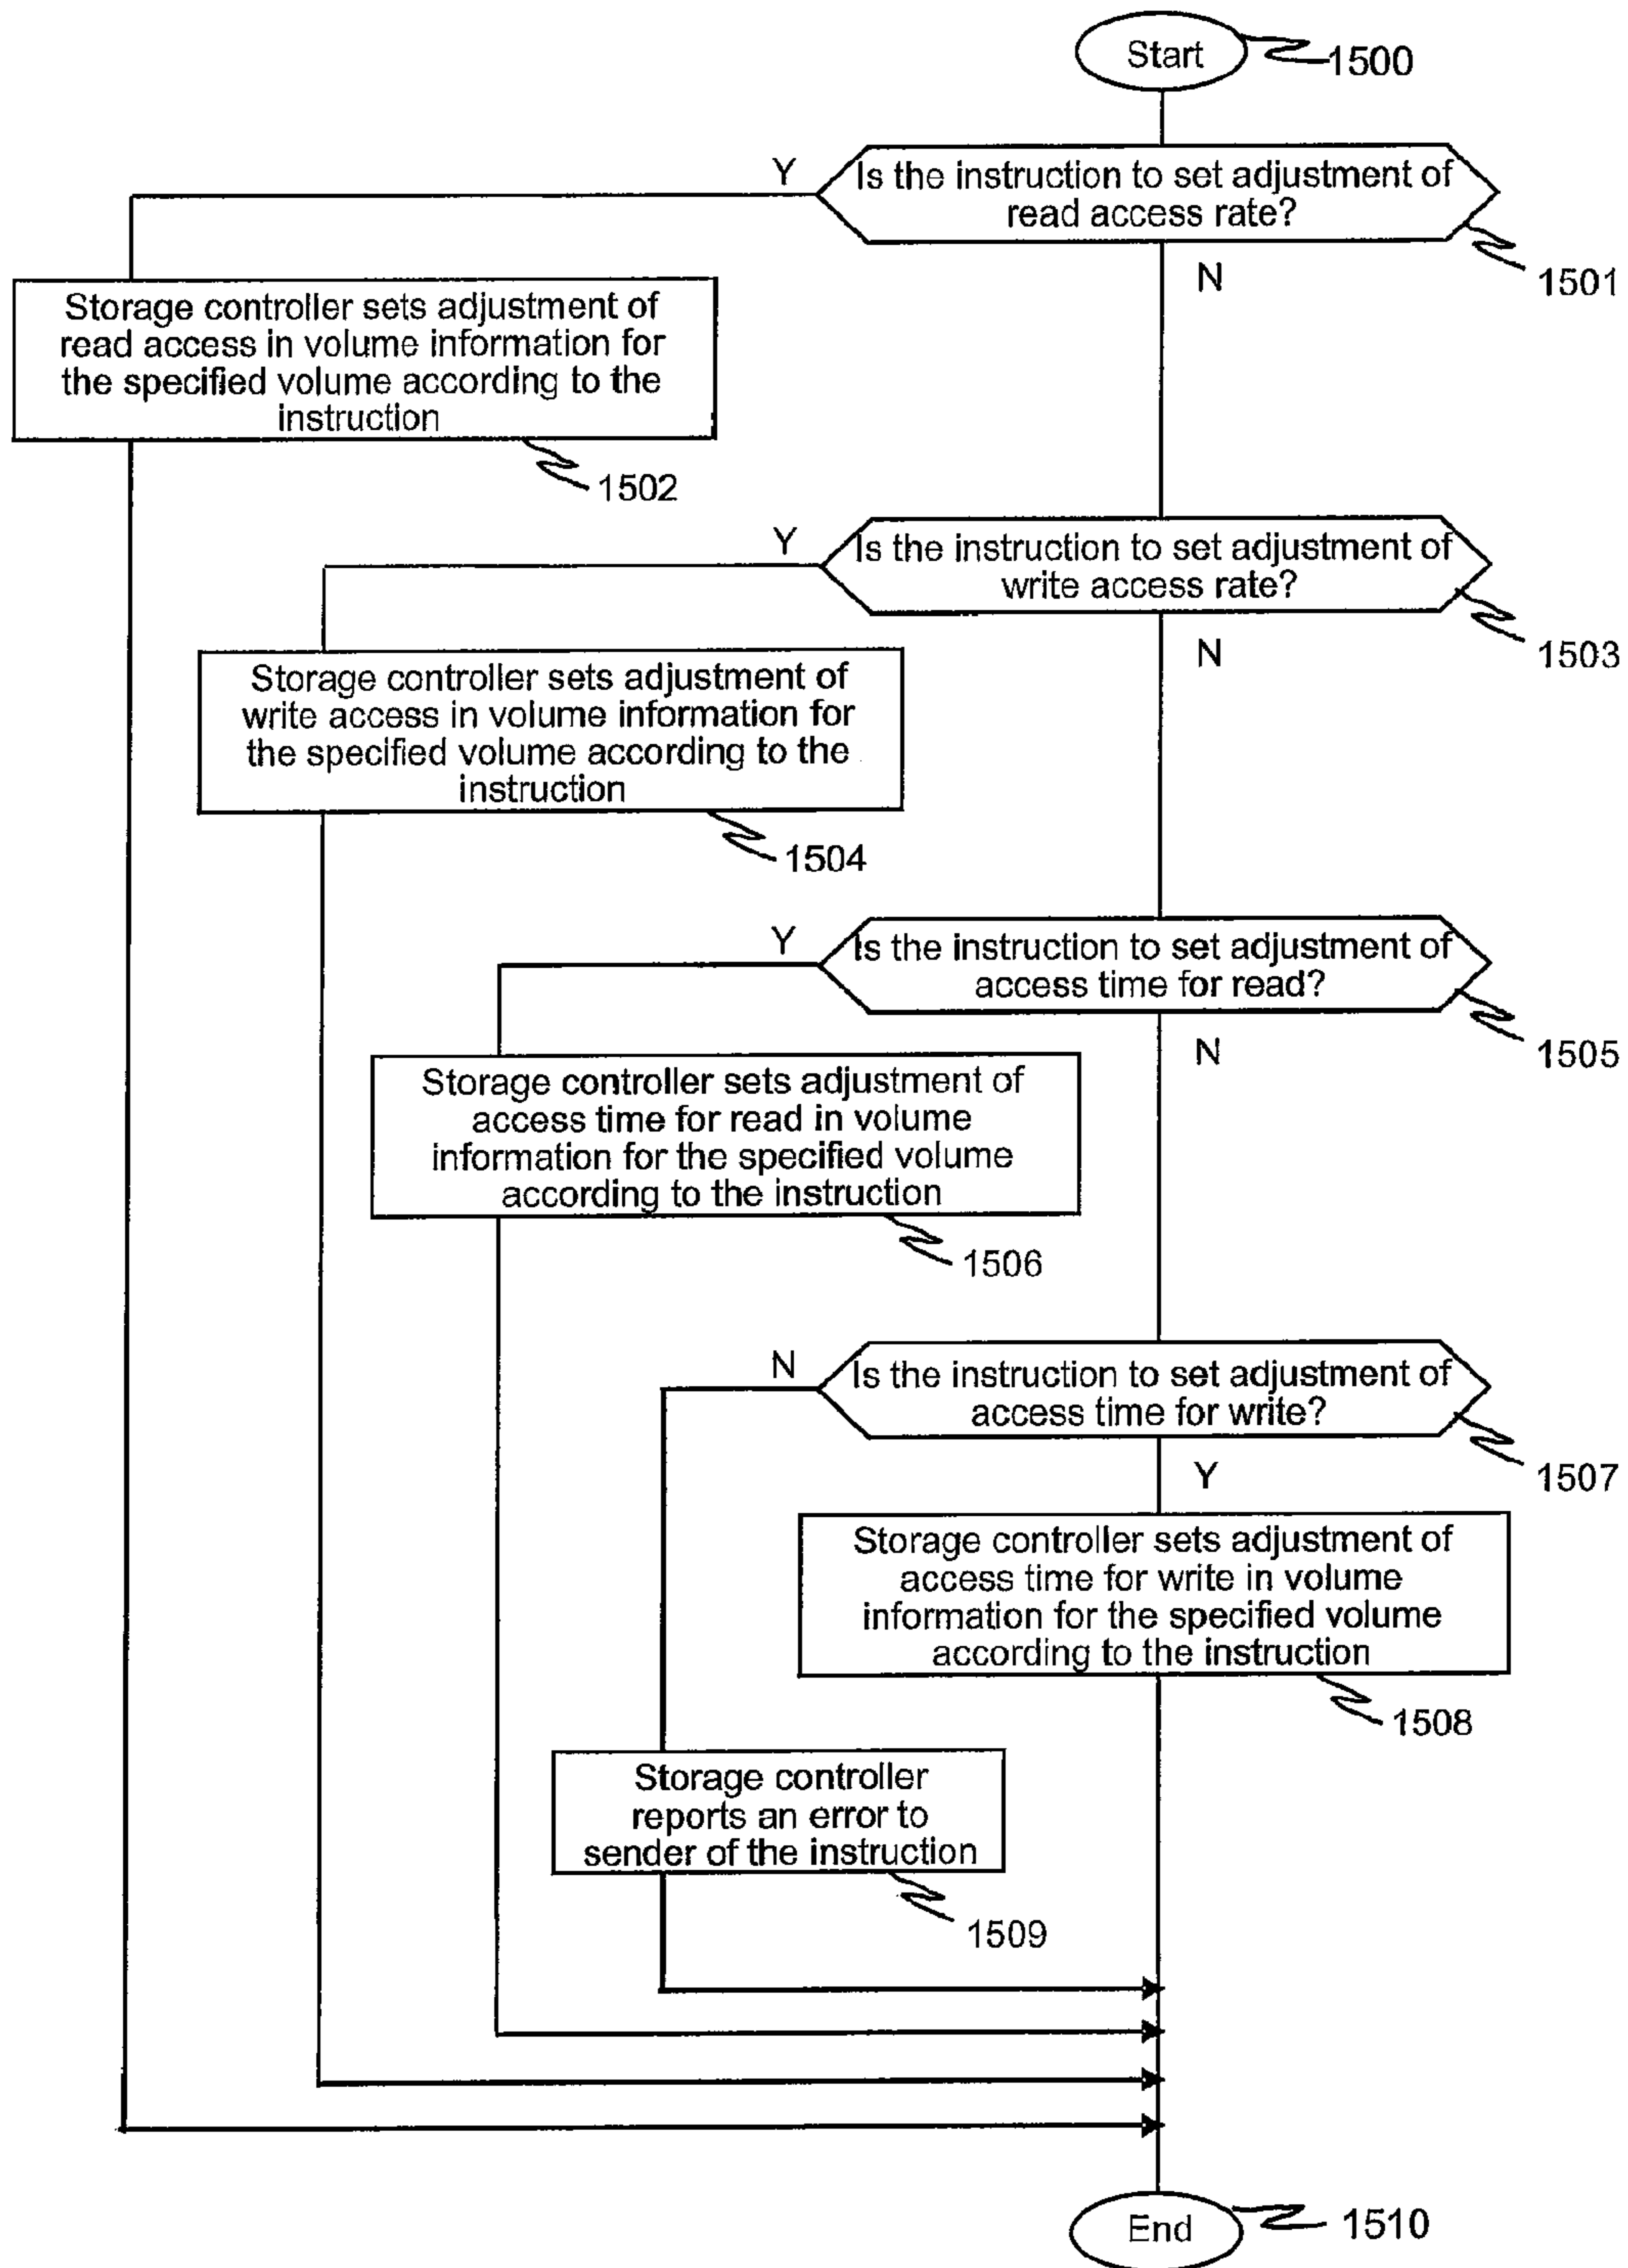 Start
1500
Y
Is the instruction to set adjustment of
read access rate?
1501
N
Storage controller sets adjustment of
read access in volume information for
the specified volume according to the
instruction
1502
Y
Is the instruction to set adjustment of
write access rate?
1503
N
Storage controller sets adjustment of
write access in volume information for
the specified volume according to the
instruction
1504
Y
Is the instruction to set adjustment of
access time for read?
1505
N
Storage controller sets adjustment of
access time for read in volume
information for the specified volume
according to the instruction
1506
N
Is the instruction to set adjustment of
access time for write?
1507
Y
Storage controller sets adjustment of
access time for write in volume
information for the specified volume
according to the instruction
1508
Storage controller
reports an error to
sender of the instruction
1509
End
1510